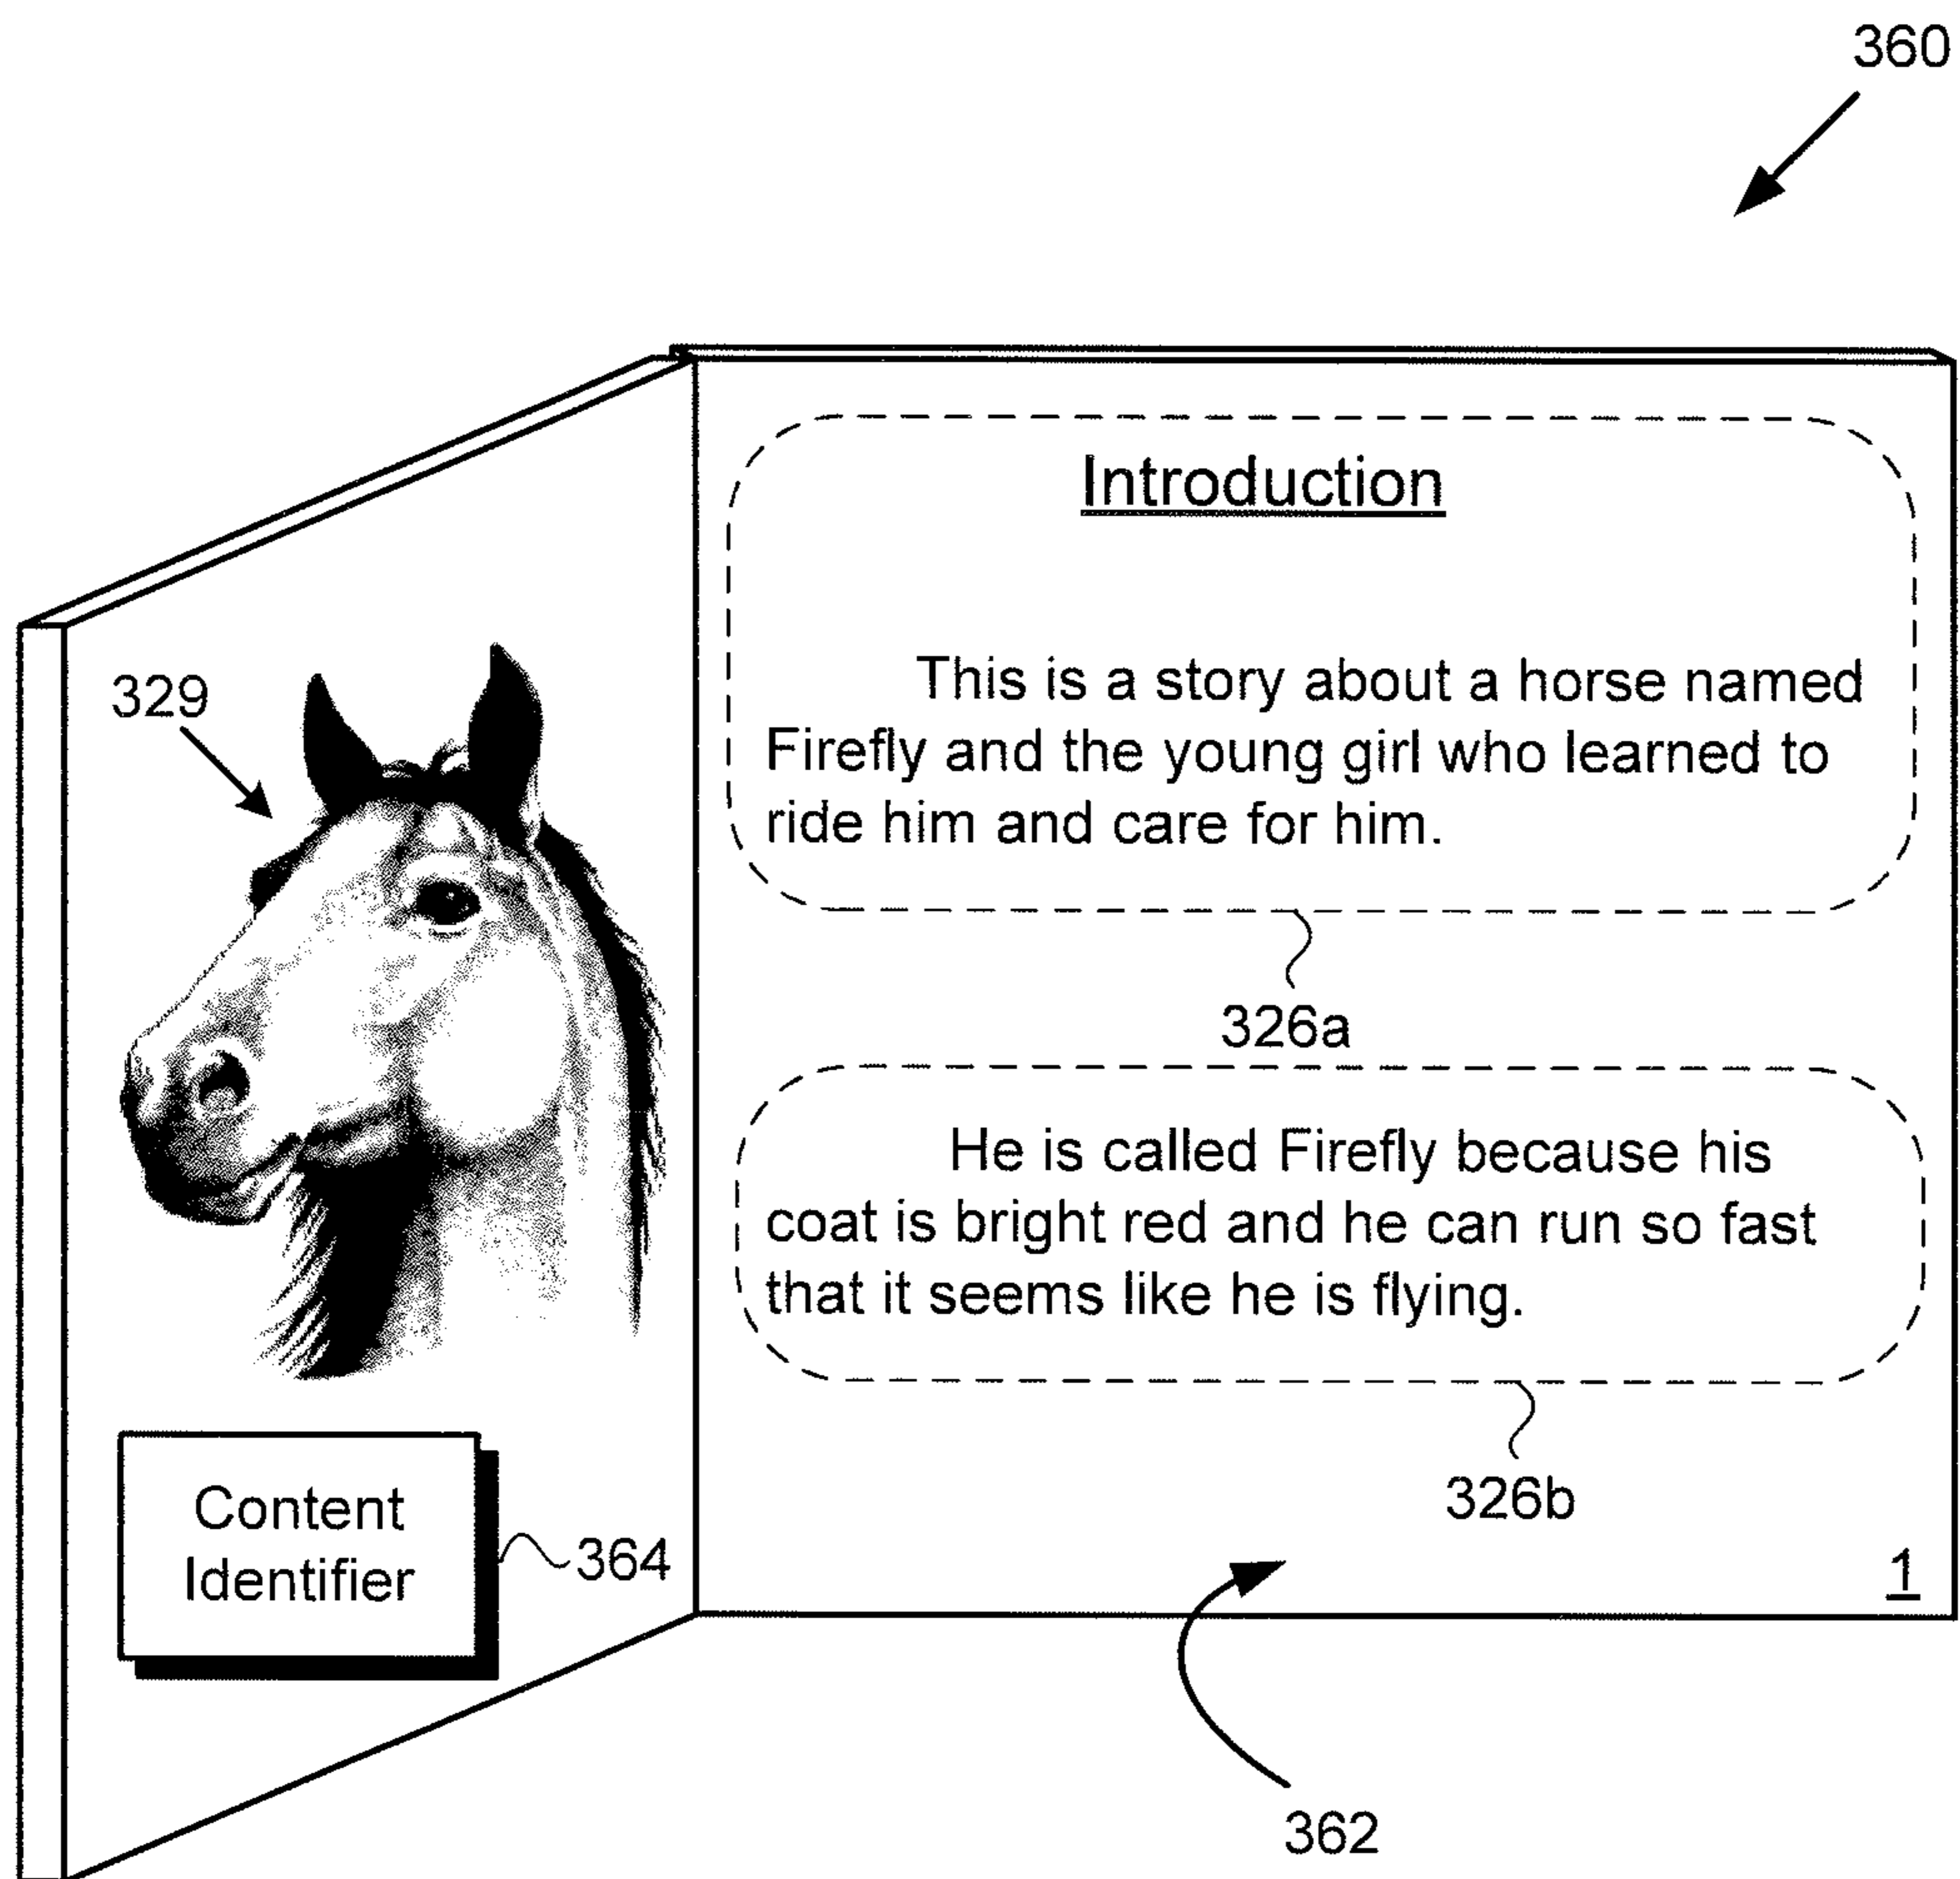 360
329
Content
Identifier
364
Introduction
This is a story about a horse named
Firefly and the young girl who learned to
ride him and care for him.
326a
He is called Firefly because his
coat is bright red and he can run so fast
that it seems like he is flying.
326b
1
362